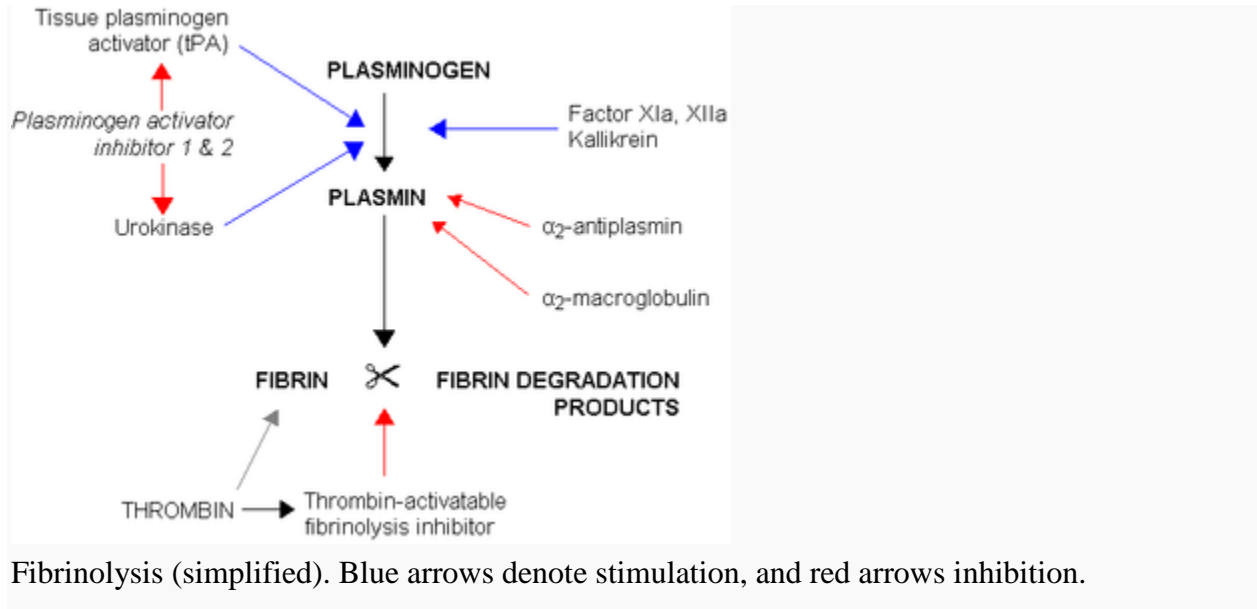 Tissue plasminogen
activator (tPA)
PLASMINOGEN
Plasminogen activator
inhibitor 1 & 2
Factor XIa, XIIa
Kallikrein
PLASMIN
Urokinase
α2-antiplasmin
α2-macroglobulin
FIBRIN
FIBRIN DEGRADATION
PRODUCTS
THROMBIN
Thrombin-activatable
fibrinolysis inhibitor
Fibrinolysis (simplified). Blue arrows denote stimulation, and red arrows inhibition.